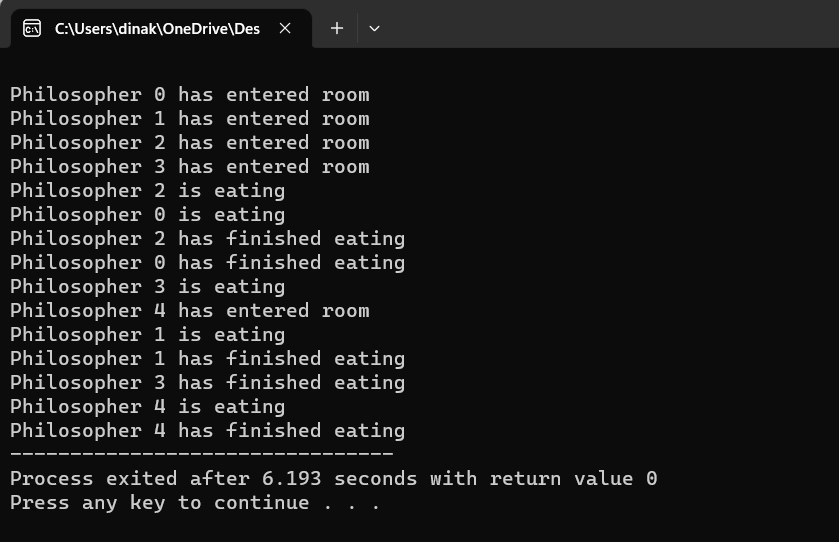 C:\Users\dinak\OneDrive\Des
Philosopher 0 has entered room
Philosopher 1 has entered room
Philosopher 2 has entered room
Philosopher 3 has entered room
Philosopher 2 is eating
Philosopher 0 is eating
Philosopher 2 has finished eating
Philosopher 0 has finished eating
Philosopher 3 is eating
Philosopher 4 has entered room
Philosopher 1 is eating
Philosopher 1 has finished eating
Philosopher 3 has finished eating
Philosopher 4 is eating
Philosopher 4 has finished eating
--------------------------------
Process exited after 6.193 seconds with return value 0
Press any key to continue . . .